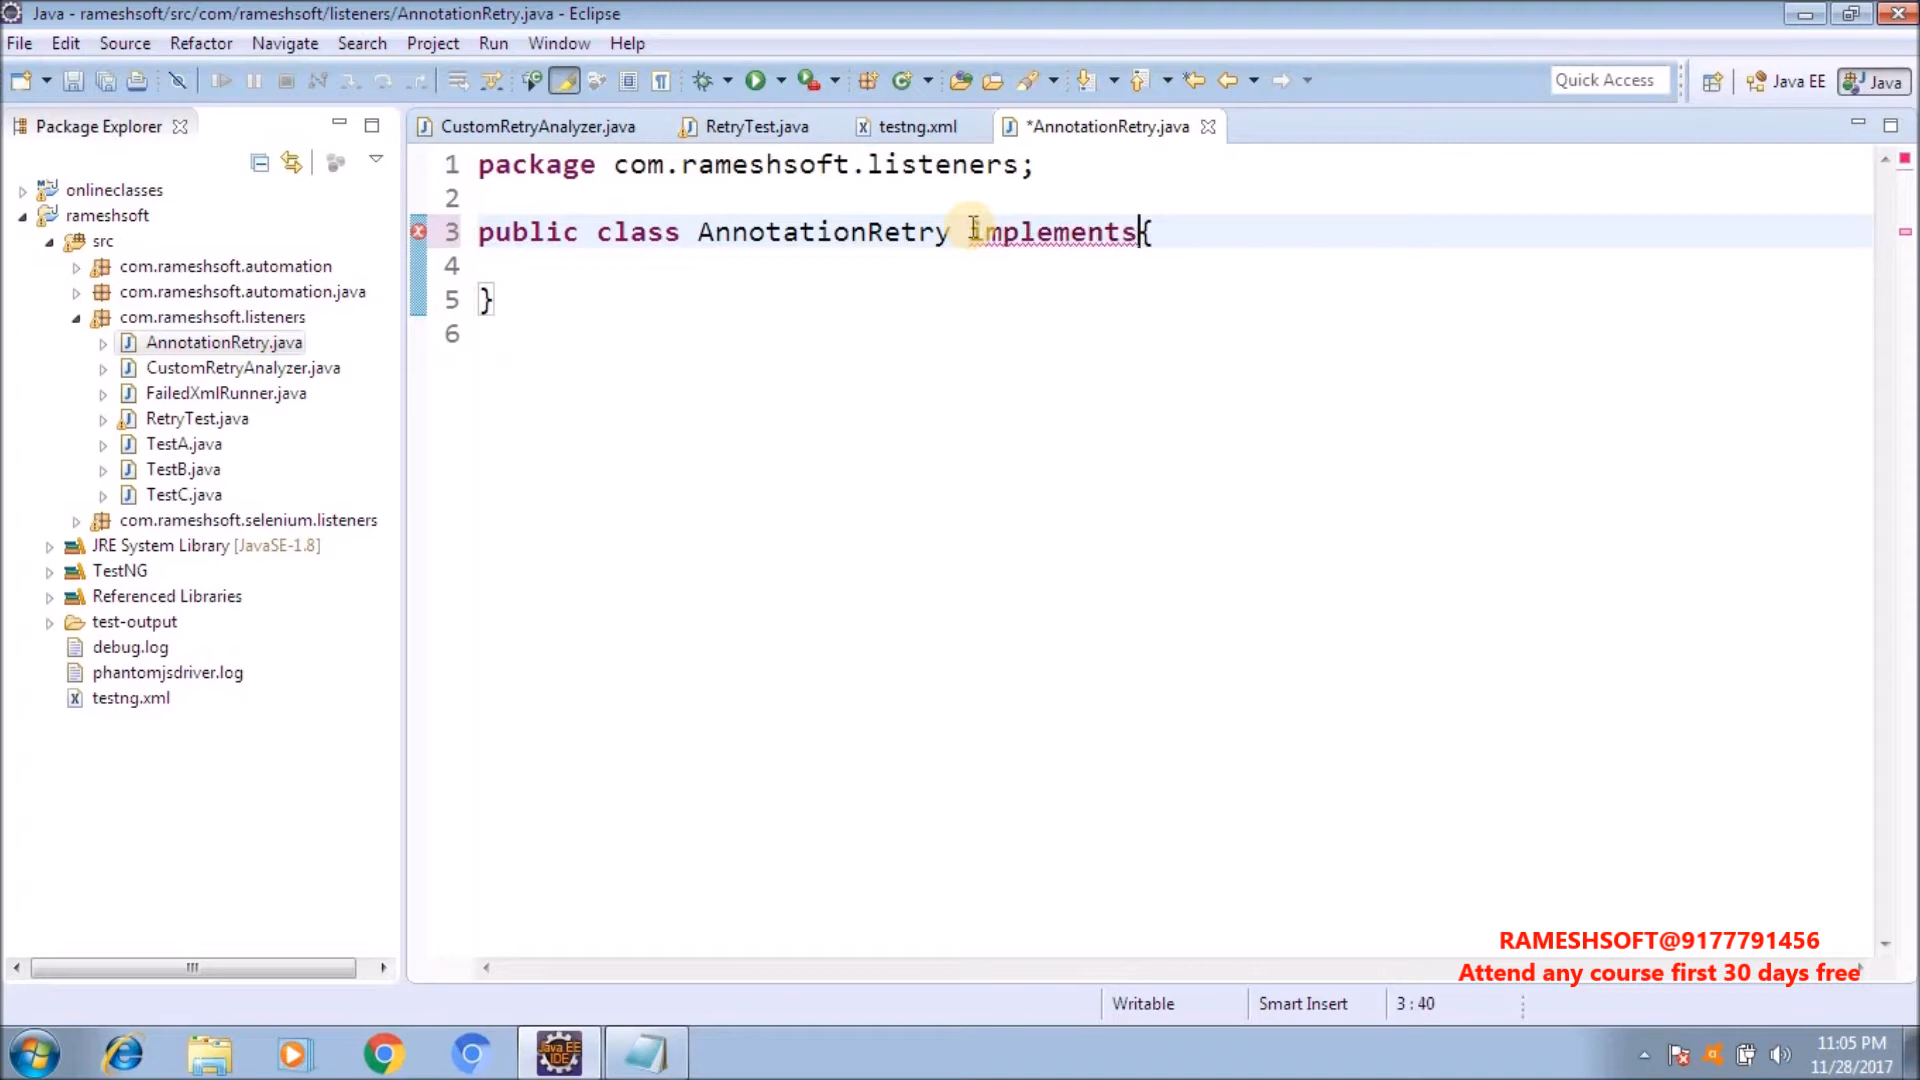 Java - rameshsoft/src/com/rameshsoft/listeners/AnnotationRetry.java - Eclipse
File Edit Source Refactor Navigate Search Project Run Window Help
Quick Access
Java EE
Java
Package Explorer
CustomRetryAnalyzer.java
RetryTest.java
testng.xml
*AnnotationRetry.java
onlineclasses
rameshsoft
src
com.rameshsoft.automation
com.rameshsoft.automation.java
com.rameshsoft.listeners
AnnotationRetry.java
CustomRetryAnalyzer.java
FailedXmlRunner.java
RetryTest.java
TestA.java
TestB.java
TestC.java
com.rameshsoft.selenium.listeners
JRE System Library [JavaSE-1.8]
TestNG
Referenced Libraries
test-output
debug.log
phantomjsdriver.log
testng.xml
1 package com.rameshsoft.listeners;
2
3 public class AnnotationRetry implements{
4
5 }
6
RAMESHSOFT@9177791456
Attend any course first 30 days free
Writable
Smart Insert
3 : 40
Java EE
IDE
11:05 PM
11/28/2017